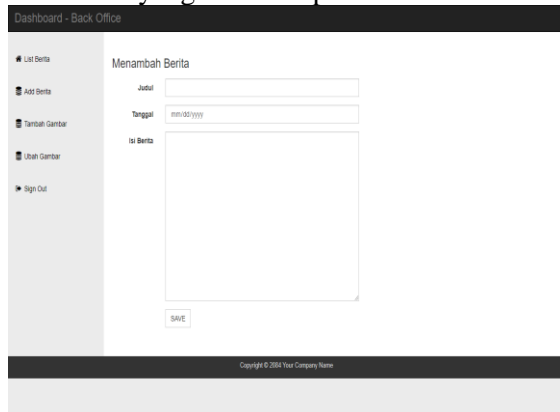 Dashboard - Back Office
List Berita
Add Berita
Tambah Gambar
Ubah Gambar
Sign Out
Menambah Berita
Judul
Tanggal
mm/dd/yyyy
Isi Berita
SAVE
Copyright © 2084 Your Company Name